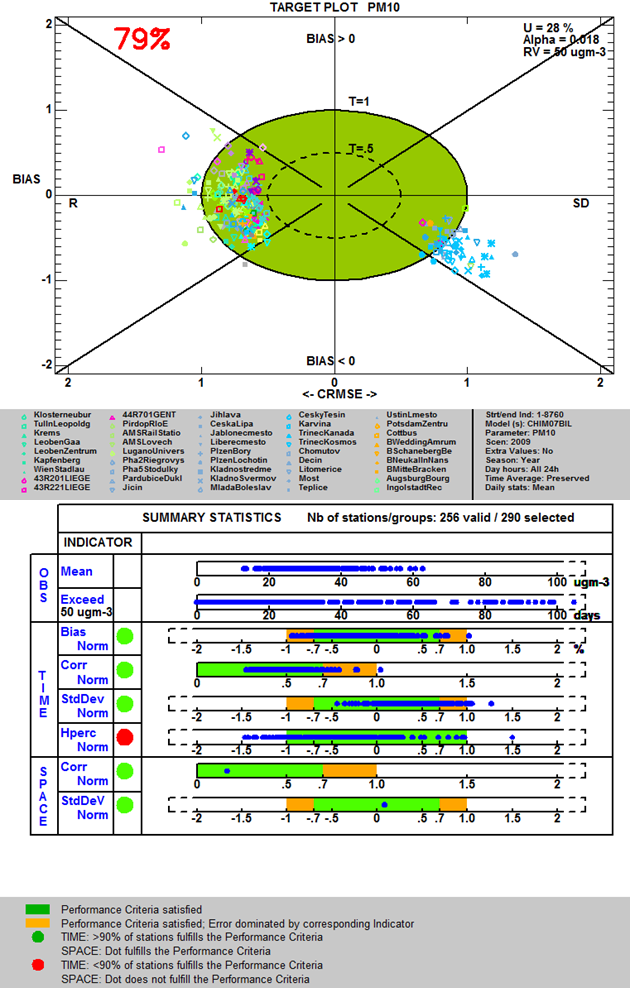 TARGET PLOT PM10
79%
BIAS > 0
U = 28 %
Alpha = 0.018
RV = 50 ugm-3
2
1
T=1
T=.5
BIAS
0
R
SD
-1
-2
BIAS < 0
2 1 0 1 2
<- CRMSE ->
Klosterneubur 44R701GENT Jihlava CeskyTesin UstinLmesto Str/end Ind: 1-8760
TullnLeopoldg PirdopRIoE CeskaLipa Karvina PotsdamZentru Model (s): CHIM07BIL
Krems AMSRailStatio Jablonecmesto TrinecKanada Cottbus Parameter: PM10
LeobenGaa AMSLovech Liberecmesto TrinecKosmos BWeddingAmrum Scen: 2009
LeobenZentrum LuganoUnivers PlzenBory Chomutov BSchanebergBe Extra Values: No
Kapfenberg Pha2Riegrovys PlzenLochotin Decin BNeukallnNans Season: Year
WienStadlau Pha5Stodulky Kladnostredme Litomerice BMitteBracken Day hours: All 24h
43R201LIEGE PardubiceDukl KladnoSvermov Most AugsburgBourg Time Average: Preserved
43R221LIEGE Jicin MladaBoleslav Teplice IngolstadtRec Daily stats: Mean
SUMMARY STATISTICS Nb of stations/groups: 256 valid / 290 selected
INDICATOR
OBS
Mean
0 20 40 60 80 100 ugm-3
Exceed
50 ugm-3
0 20 40 60 80 100 days
TIME
Bias
Norm
-2 -1.5 -1 -.7 -.5 0 .5 .7 1.0 1.5 2 %
Corr
Norm
0 .5 .7 1.0 1.5 2
StdDev
Norm
-2 -1.5 -1 -.7 -.5 0 .5 .7 1.0 1.5 2
Hperc
Norm
-2 -1.5 -1 -.7 -.5 0 .5 .7 1.0 1.5 2
SPACE
Corr
Norm
0 .5 .7 1.0 1.5 2
StdDeV
Norm
-2 -1.5 -1 -.7 -.5 0 .5 .7 1.0 1.5 2
Performance Criteria satisfied
Performance Criteria satisfied; Error dominated by corresponding Indicator
TIME: >90% of stations fulfills the Performance Criteria
SPACE: Dot fulfills the Performance Criteria
TIME: <90% of stations fulfills the Performance Criteria
SPACE: Dot does not fulfill the Performance Criteria